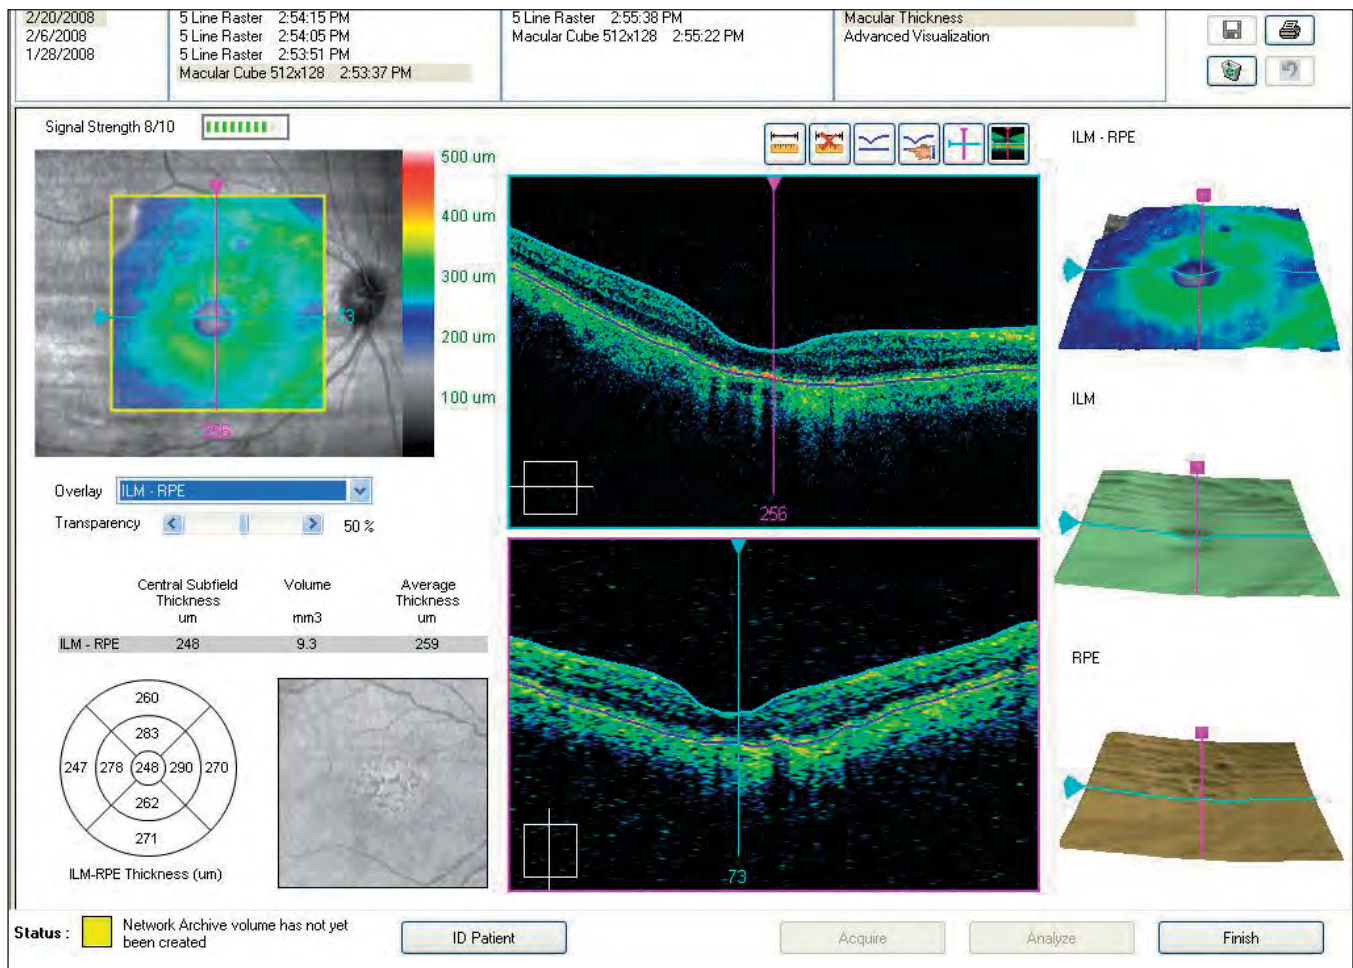 2/20/2008
2/6/2008
1/28/2008
5 Line Raster 2:54:15 PM
5 Line Raster 2:54:05 PM
5 Line Raster 2:53:51 PM
Macular Cube 512x128 2:53:37 PM
5 Line Raster 2:55:38 PM
Macular Cube 512x128 2:55:22 PM
Macular Thickness
Advanced Visualization
Signal Strength 8/10
500 um
400 um
300 um
200 um
100 um
73
256
Overlay ILM - RPE
Transparency 50 %
Central Subfield Thickness um
Volume mm3
Average Thickness um
ILM - RPE 248 9.3 259
260
283
247 278 248 290 270
262
271
ILM-RPE Thickness (um)
256
73
ILM - RPE
ILM
RPE
Status :
Network Archive volume has not yet
been created
ID Patient
Acquire
Analyze
Finish